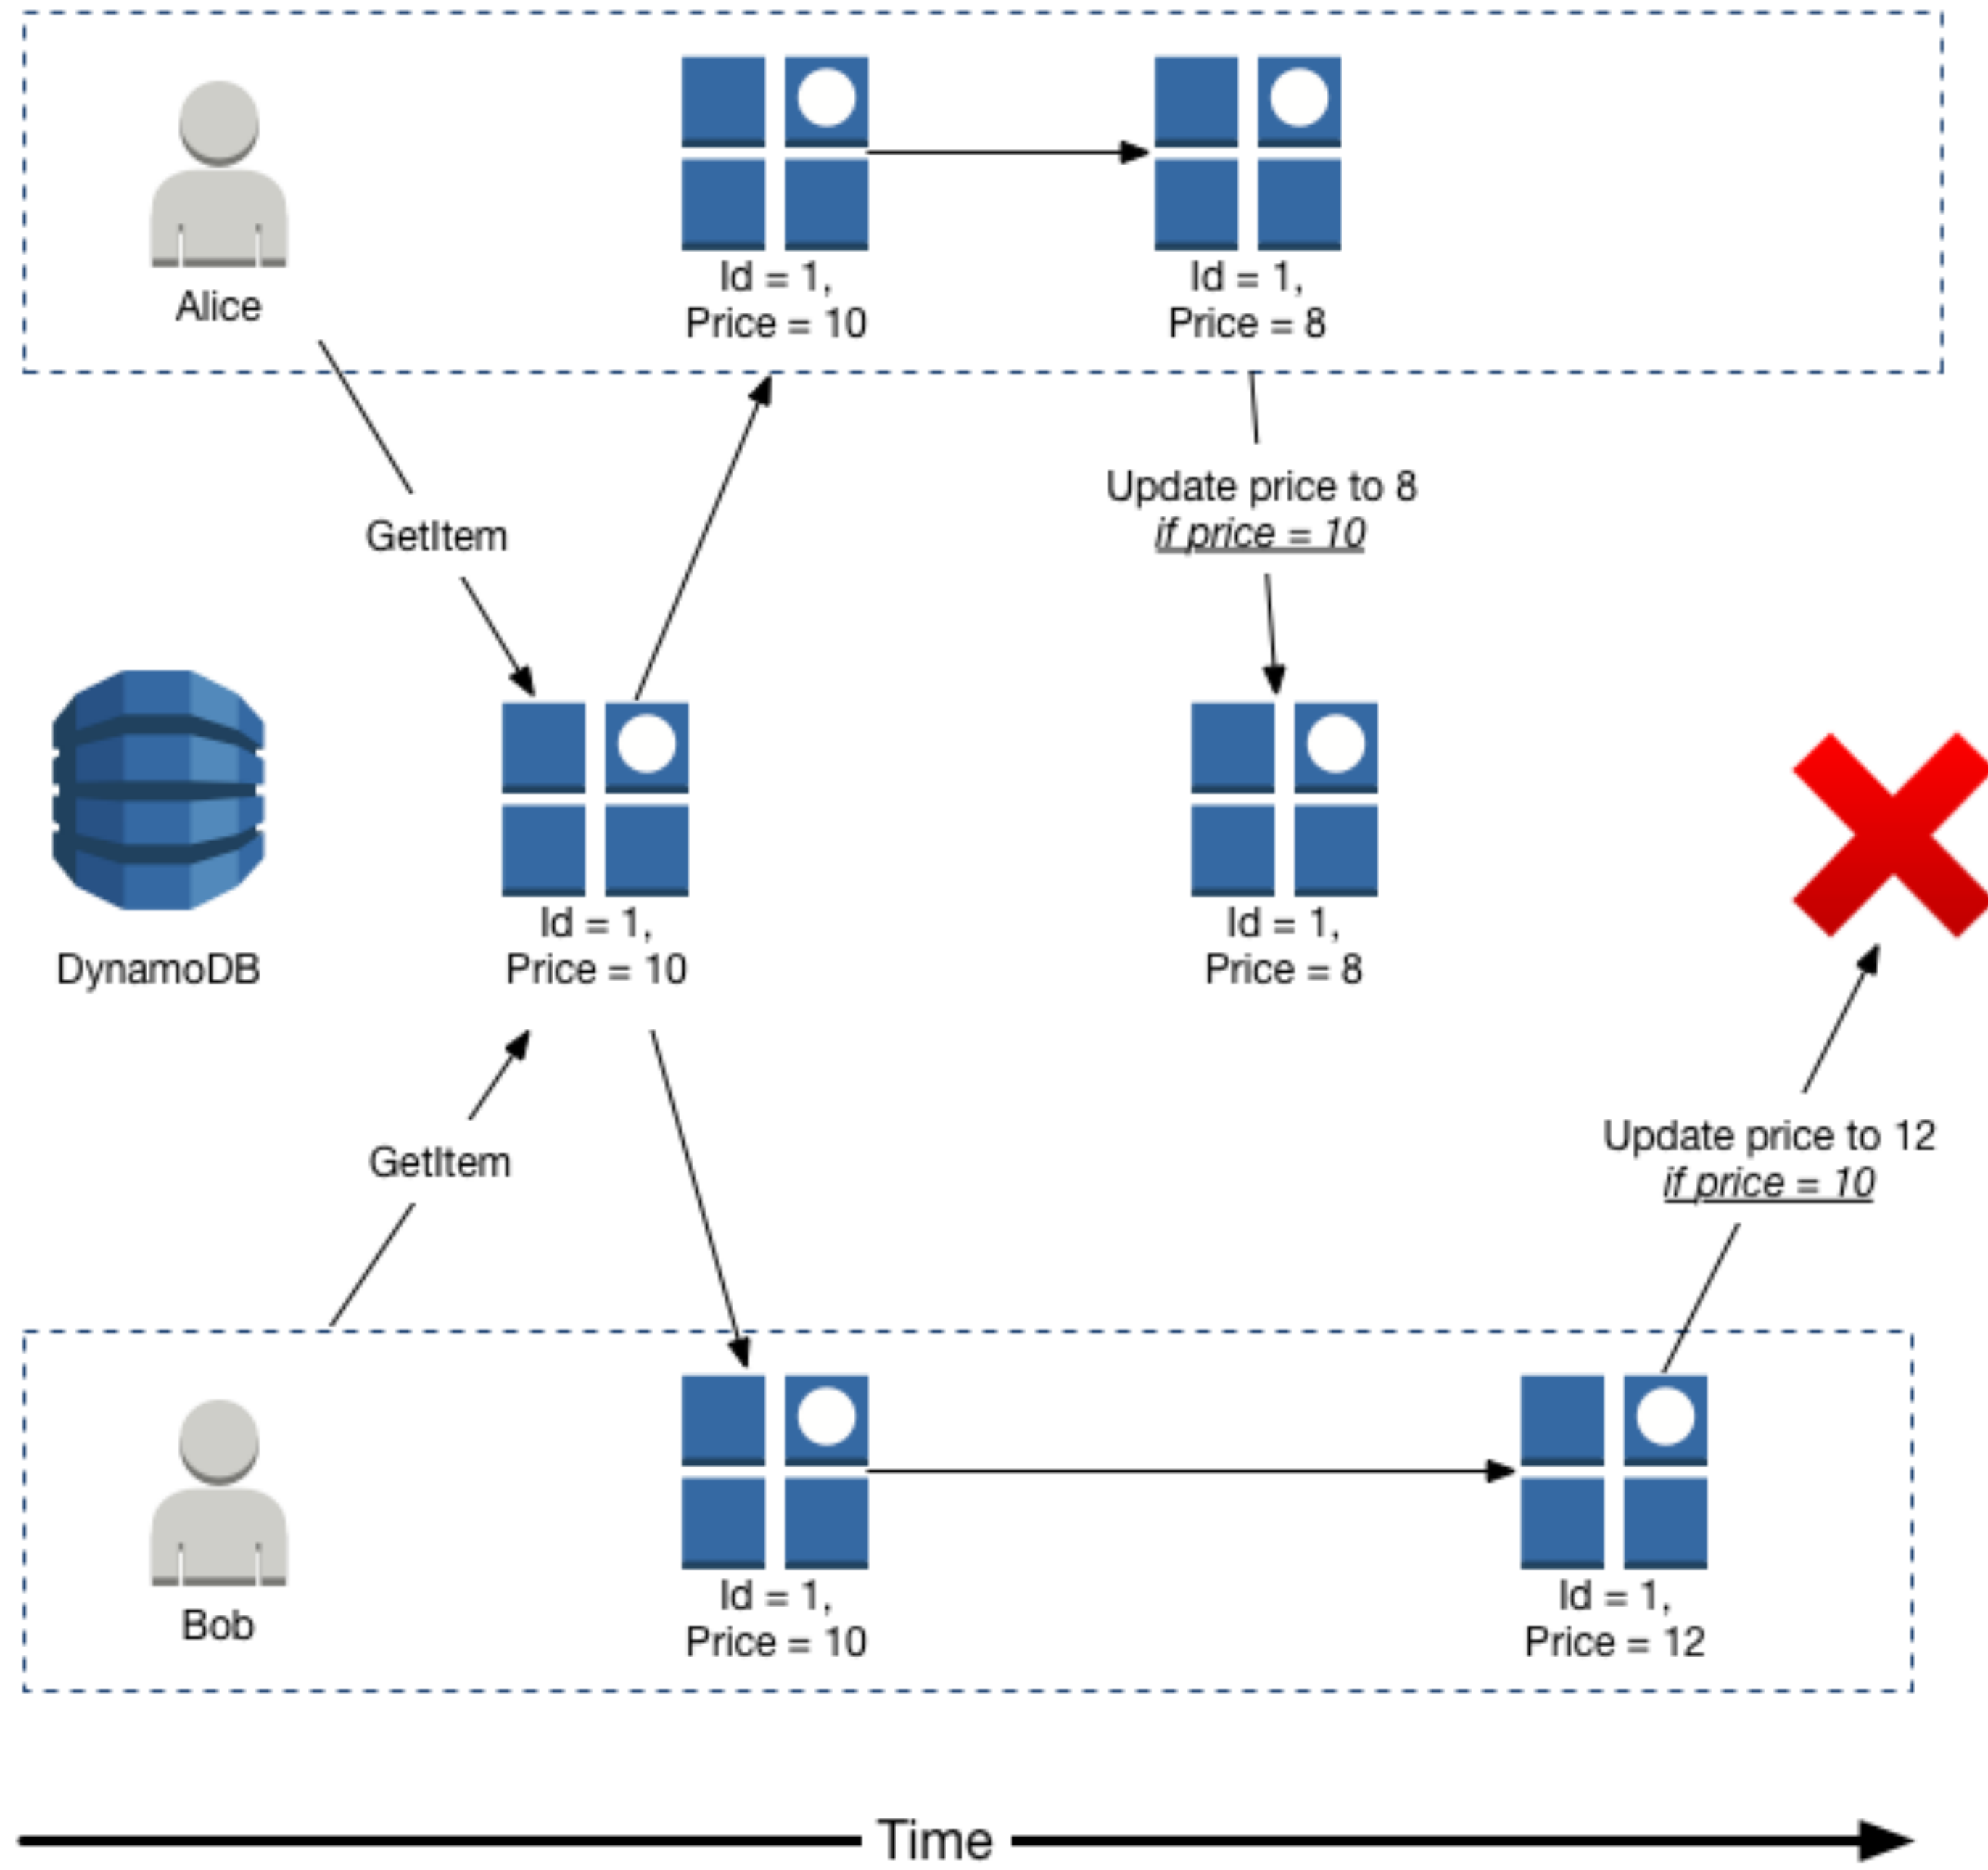 Alice
Id = 1,
Price = 10
Id = 1,
Price = 8
GetItem
Update price to 8
if price = 10
DynamoDB
Id = 1,
Price = 10
Id = 1,
Price = 8
GetItem
Update price to 12
if price = 10
Bob
Id = 1,
Price = 10
Id = 1,
Price = 12
Time